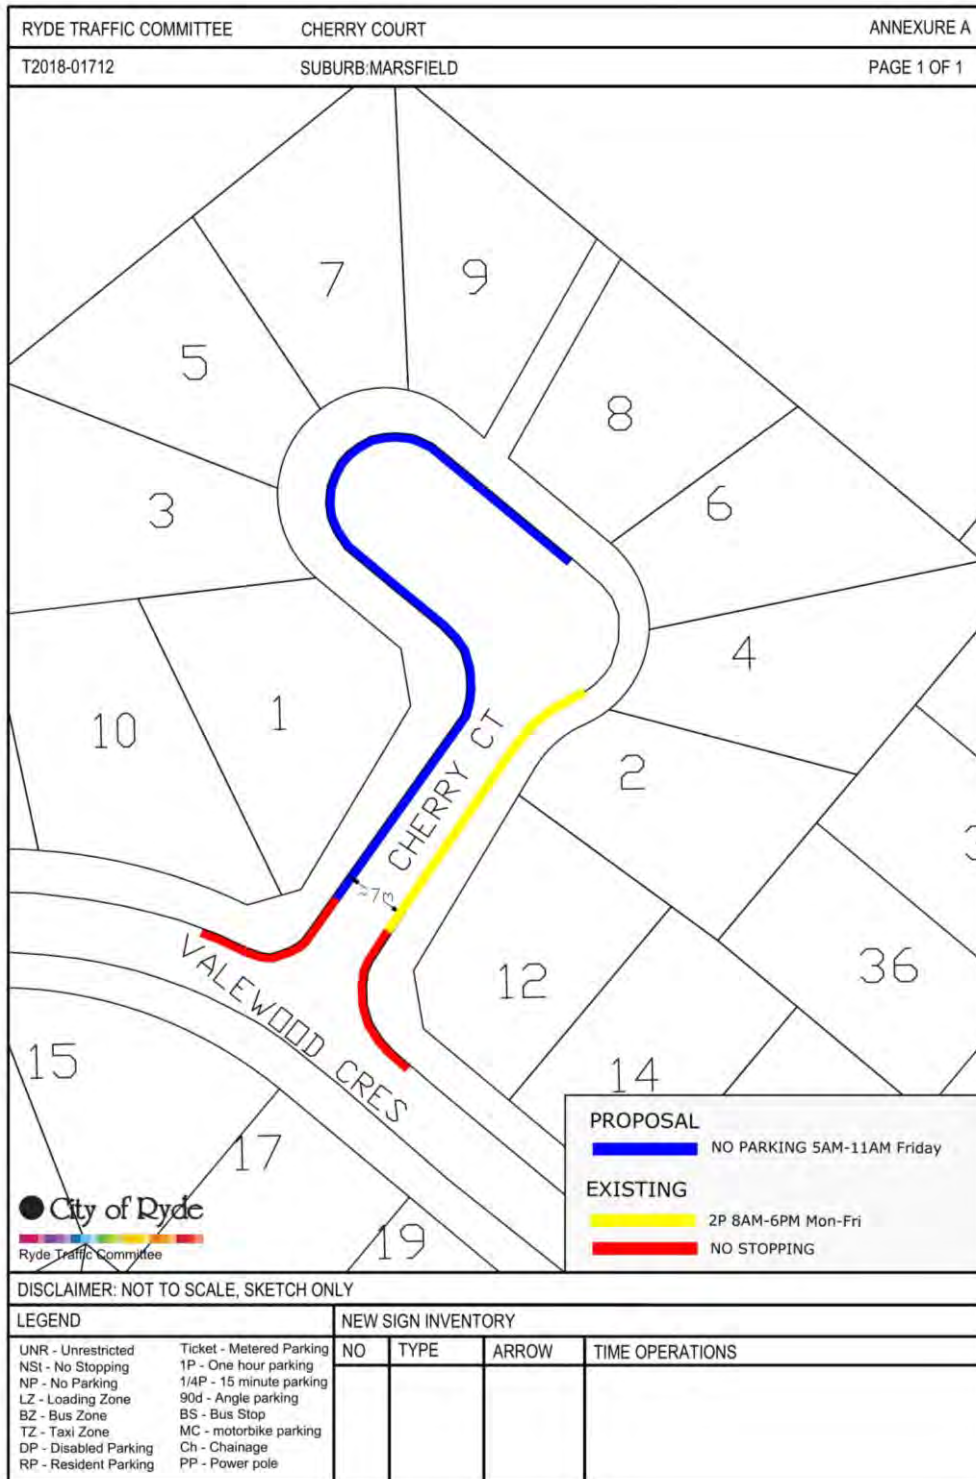 RYDE TRAFFIC COMMITTEE CHERRY COURT ANNEXURE A
T2018-01712 SUBURB:MARSFIELD PAGE 1 OF 1
7
9
5
8
3
6
4
1
10
2
CHERRY CT
≈7m
3
VALEWOOD CRES
12
36
15
14
17
19
PROPOSAL
NO PARKING 5AM-11AM Friday
EXISTING
2P 8AM-6PM Mon-Fri
NO STOPPING
City of Ryde
Ryde Traffic Committee
DISCLAIMER: NOT TO SCALE, SKETCH ONLY
LEGEND
UNR - Unrestricted
NSt - No Stopping
NP - No Parking
LZ - Loading Zone
BZ - Bus Zone
TZ - Taxi Zone
DP - Disabled Parking
RP - Resident Parking
Ticket - Metered Parking
1P - One hour parking
1/4P - 15 minute parking
90d - Angle parking
BS - Bus Stop
MC - motorbike parking
Ch - Chainage
PP - Power pole
NEW SIGN INVENTORY
NO TYPE ARROW TIME OPERATIONS